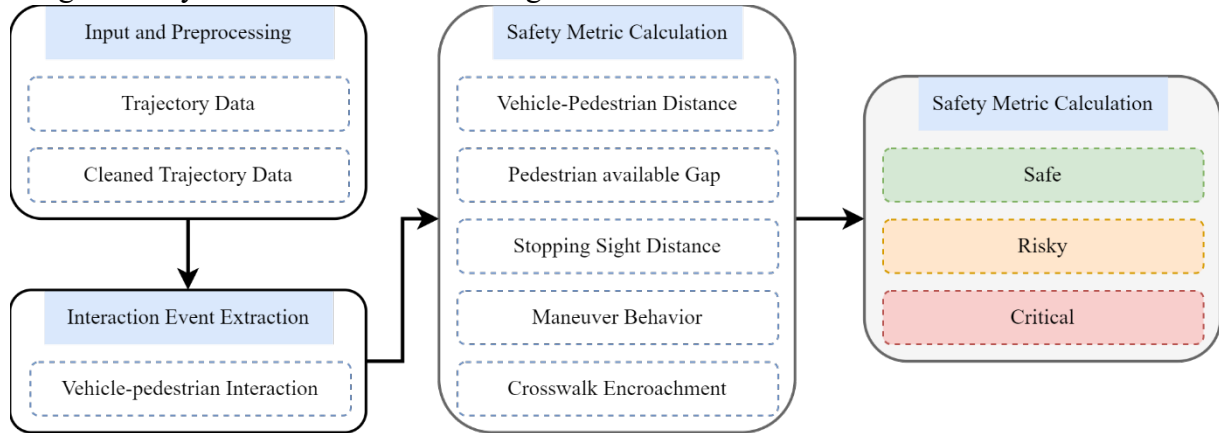 Input and Preprocessing
Trajectory Data
Cleaned Trajectory Data
Interaction Event Extraction
Vehicle-pedestrian Interaction
Safety Metric Calculation
Vehicle-Pedestrian Distance
Pedestrian available Gap
Stopping Sight Distance
Maneuver Behavior
Crosswalk Encroachment
Safety Metric Calculation
Safe
Risky
Critical